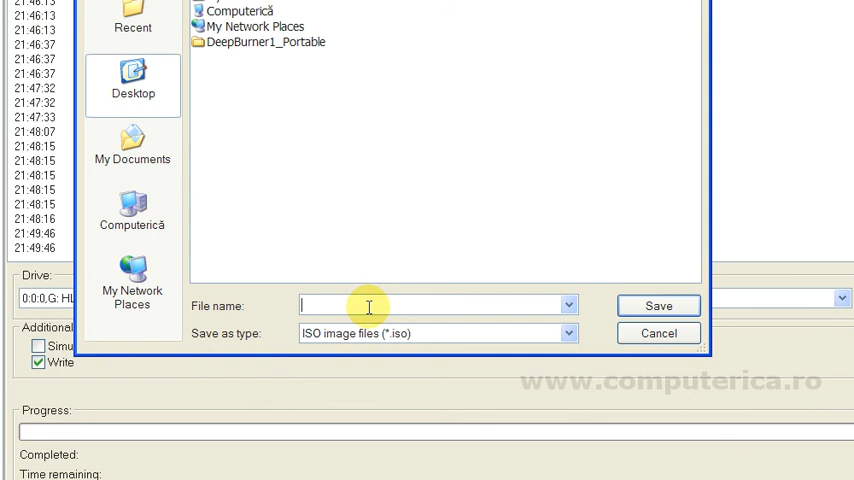 21:46:13
21:46:13
21:46:13
21:46:37
21:46:37
21:46:37
21:47:32
21:47:32
21:47:33
21:48:07
21:48:15
21:48:15
21:48:15
21:48:15
21:48:15
21:48:16
21:49:46
21:49:46
Recent
Desktop
My Documents
Computerică
My Network
Places
Computerică
My Network Places
DeepBurner1_Portable
File name:
Save
Save as type:
ISO image files (*.iso)
Cancel
Drive:
0:0:0,G: HL
Additional
Simu
Write
www.computerica.ro
Progress:
Completed:
Time remaining: